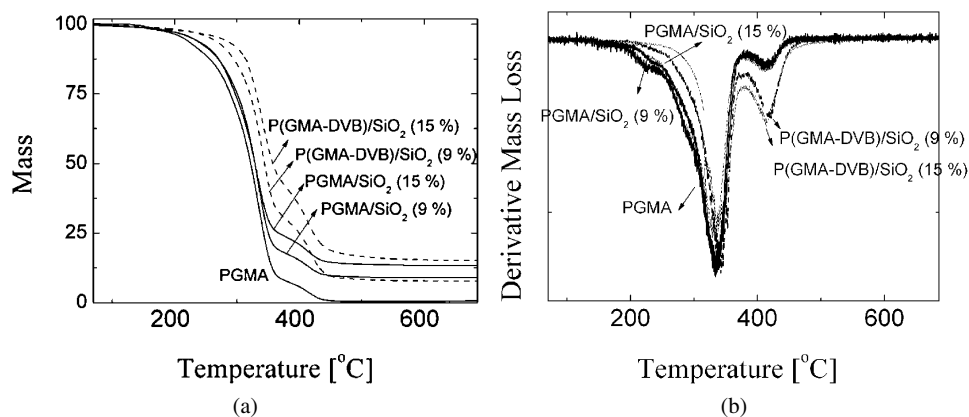 100
75
50
25
0
Mass
P(GMA-DVB)/SiO₂ (15 %)
P(GMA-DVB)/SiO₂ (9 %)
PGMA/SiO₂ (15 %)
PGMA/SiO₂ (9 %)
PGMA
200 400 600
Temperature [°C]
(a)
Derivative Mass Loss
PGMA/SiO₂ (15 %)
PGMA/SiO₂ (9 %)
P(GMA-DVB)/SiO₂ (9 %)
P(GMA-DVB)/SiO₂ (15 %)
PGMA
200 400 600
Temperature [°C]
(b)